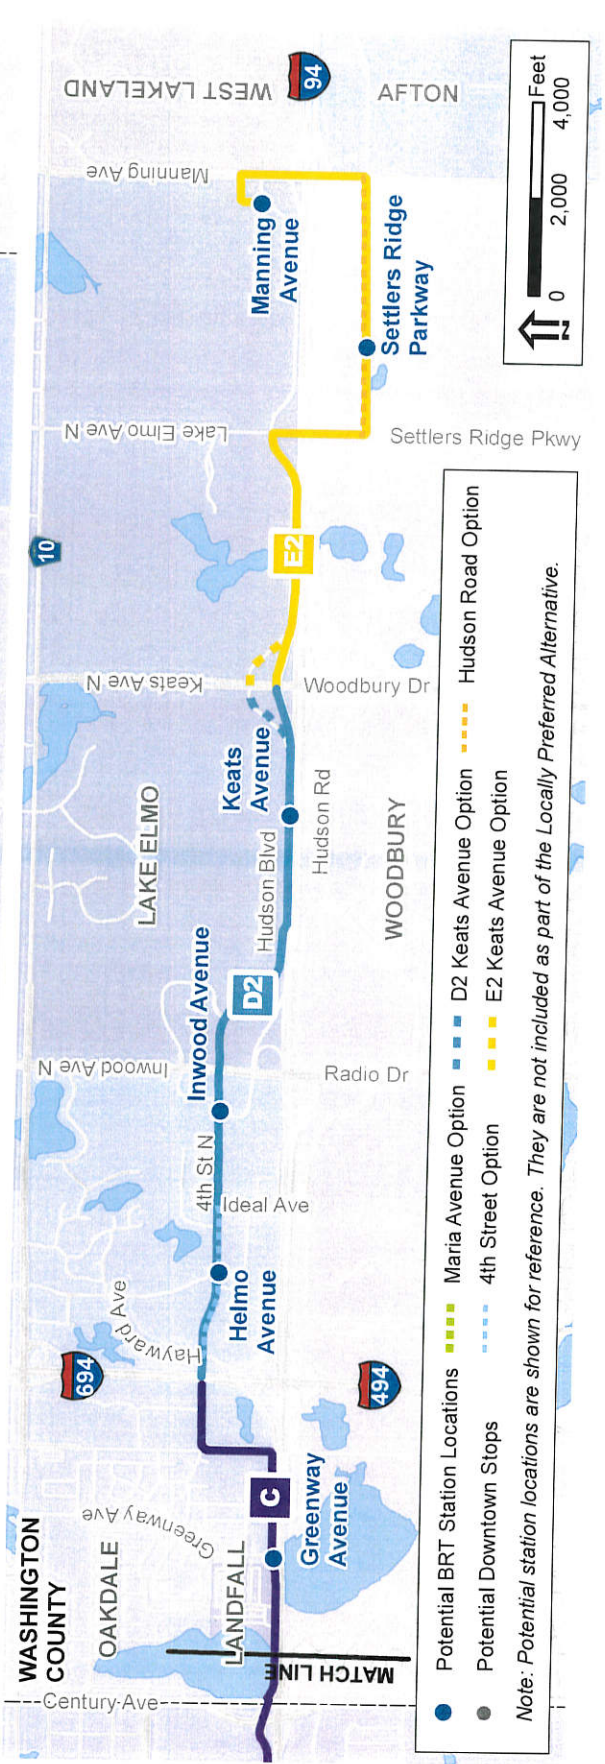 WASHINGTON
COUNTY
OAKDALE
LANDFALL
Century Ave
MATCH LINE
Greenway Ave
Greenway
Avenue
C
694
494
Hayward Ave
Helmo
Avenue
4th St N
Ideal Ave
Inwood Avenue
Inwood Ave N
Radio Dr
D2
LAKE ELMO
Hudson Blvd
Hudson Rd
WOODBURY
Keats
Avenue
Keats Ave N
Woodbury Dr
10
E2
Lake Elmo Ave N
Settlers Ridge Pkwy
Settlers Ridge
Parkway
Manning
Avenue
Manning Ave
WEST LAKELAND
94
AFTON
N
0 2,000 4,000
Feet
Potential BRT Station Locations Maria Avenue Option D2 Keats Avenue Option Hudson Road Option
Potential Downtown Stops 4th Street Option E2 Keats Avenue Option
Note: Potential station locations are shown for reference. They are not included as part of the Locally Preferred Alternative.